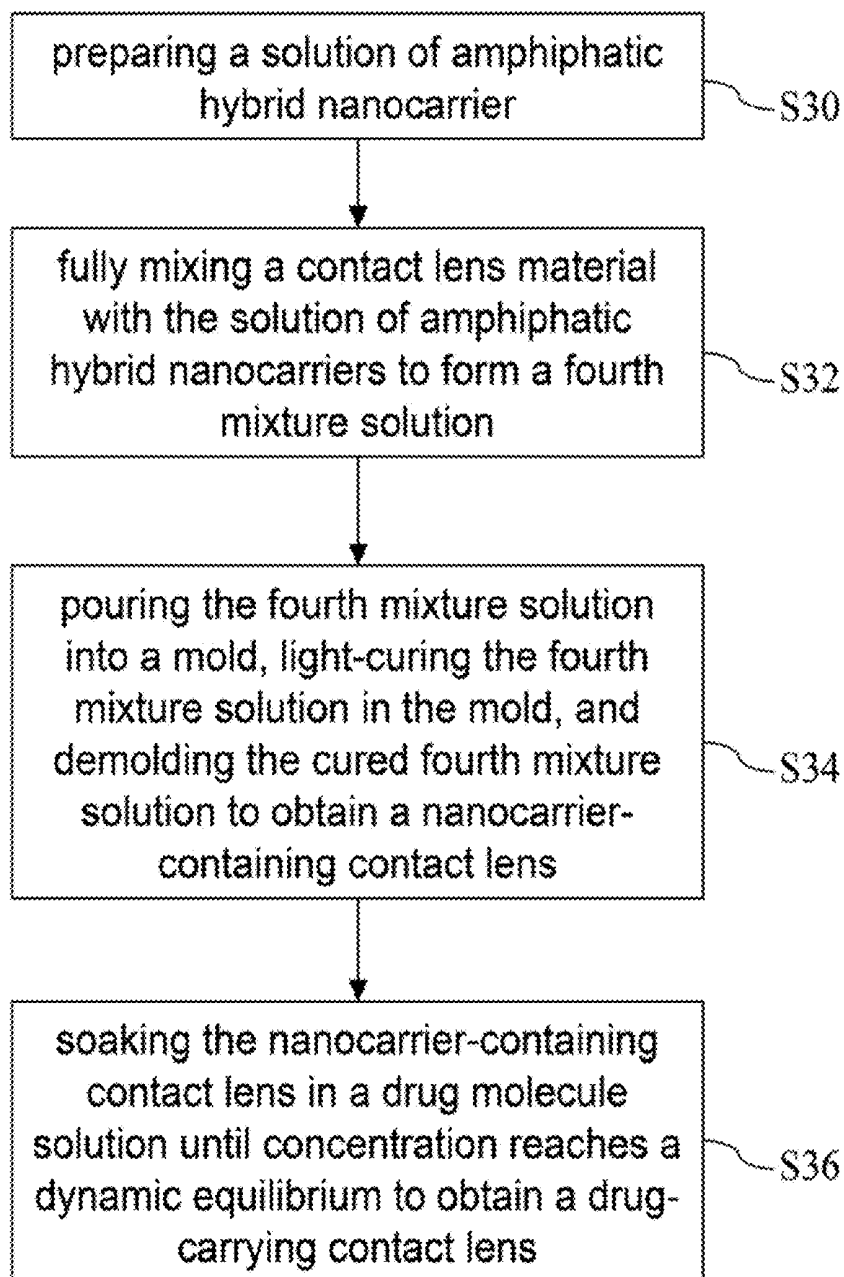 preparing a solution of amphiphatic
hybrid nanocarrier
S30
fully mixing a contact lens material
with the solution of amphiphatic
hybrid nanocarriers to form a fourth
mixture solution
S32
pouring the fourth mixture solution
into a mold, light-curing the fourth
mixture solution in the mold, and
demolding the cured fourth mixture
solution to obtain a nanocarrier-
containing contact lens
S34
soaking the nanocarrier-containing
contact lens in a drug molecule
solution until concentration reaches a
dynamic equilibrium to obtain a drug-
carrying contact lens
S36